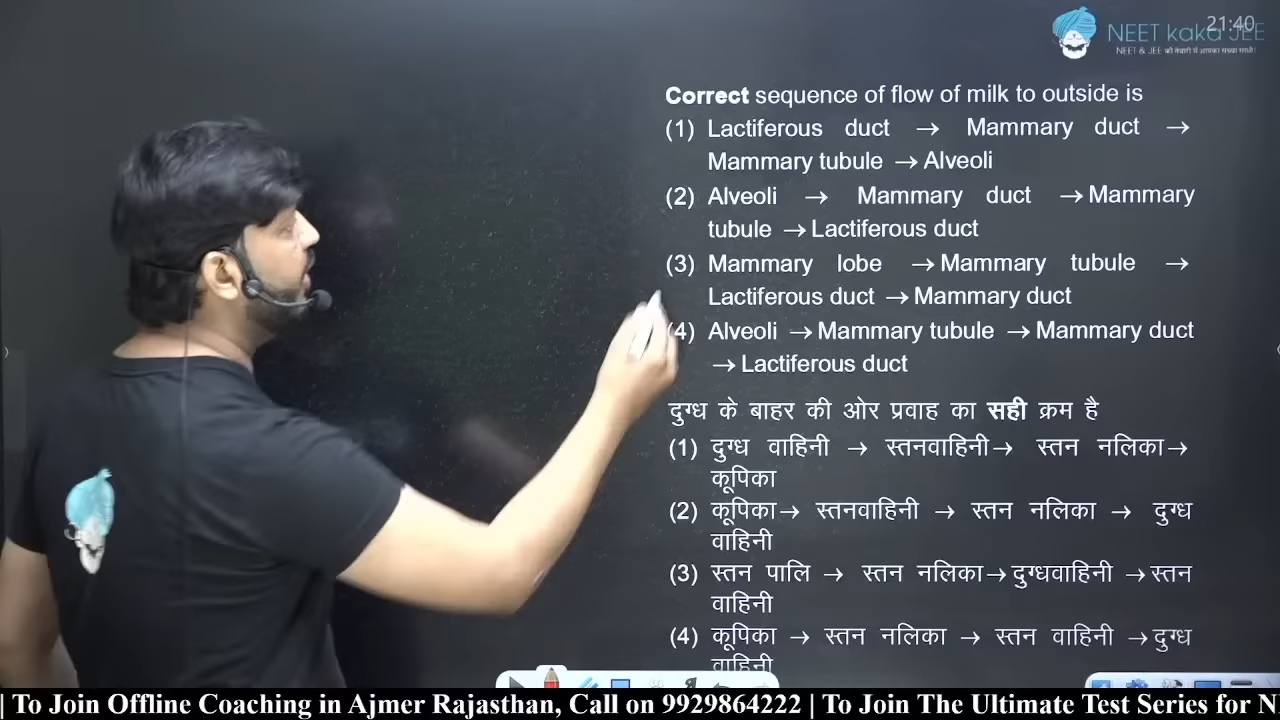 21:40
NEET kaka JEE
NEET & JEE की तैयारी में आपका सच्चा साथी!
Correct sequence of flow of milk to outside is
(1) Lactiferous duct → Mammary duct →
Mammary tubule → Alveoli
(2) Alveoli → Mammary duct → Mammary
tubule → Lactiferous duct
(3) Mammary lobe → Mammary tubule →
Lactiferous duct → Mammary duct
(4) Alveoli → Mammary tubule → Mammary duct
→ Lactiferous duct
दुग्ध के बाहर की ओर प्रवाह का सही क्रम है
(1) दुग्ध वाहिनी → स्तनवाहिनी→ स्तन नलिका→
कूपिका
(2) कूपिका→ स्तनवाहिनी → स्तन नलिका → दुग्ध
वाहिनी
(3) स्तन पालि → स्तन नलिका→दुग्धवाहिनी →स्तन
वाहिनी
(4) कूपिका → स्तन नलिका → स्तन वाहिनी →दुग्ध
वाहिनी
| To Join Offline Coaching in Ajmer Rajasthan, Call on 9929864222 | To Join The Ultimate Test Series for N